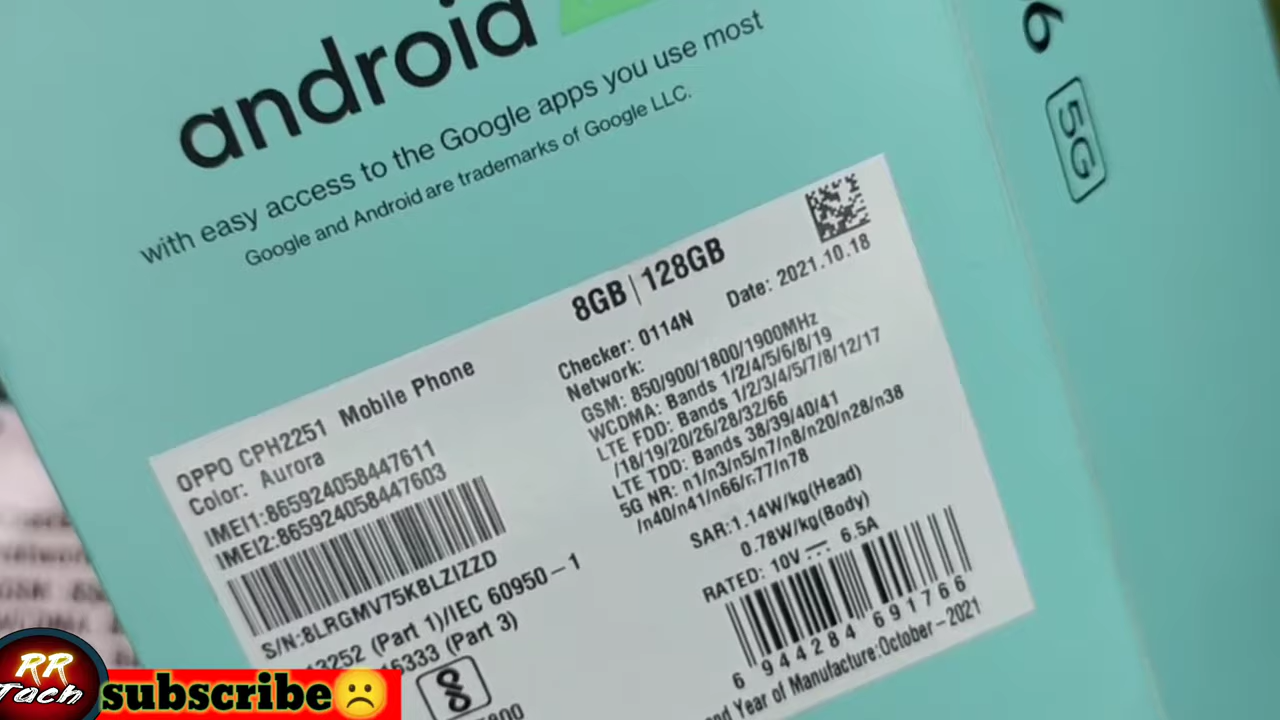 android
with easy access to the Google apps you use most
Google and Android are trademarks of Google LLC.
6 5G
8GB | 128GB
OPPO CPH2251 Mobile Phone
Color: Aurora
IMEI1:865924058447611
IMEI2:865924058447603
S/N:8LRGMV75KBLZIZZD
(Part 1)/IEC 60950-1
(Part 3)
Checker: 0114N
Date: 2021.10.18
Network:
GSM: 850/900/1800/1900MHz
WCDMA: Bands 1/2/4/5/6/8/19
LTE FDD: Bands 1/2/3/4/5/7/8/12/17
/18/19/20/26/28/32/66
LTE TDD: Bands 38/39/40/41
5G NR: n1/n3/n5/n7/n8/n20/n28/n38
/n40/n41/n66/n77/n78
SAR:1.14W/kg(Head)
0.78W/kg(Body)
RATED: 10V 6.5A
6 944284 691766
Year of Manufacture:October-2021
RR
Tach
subscribe